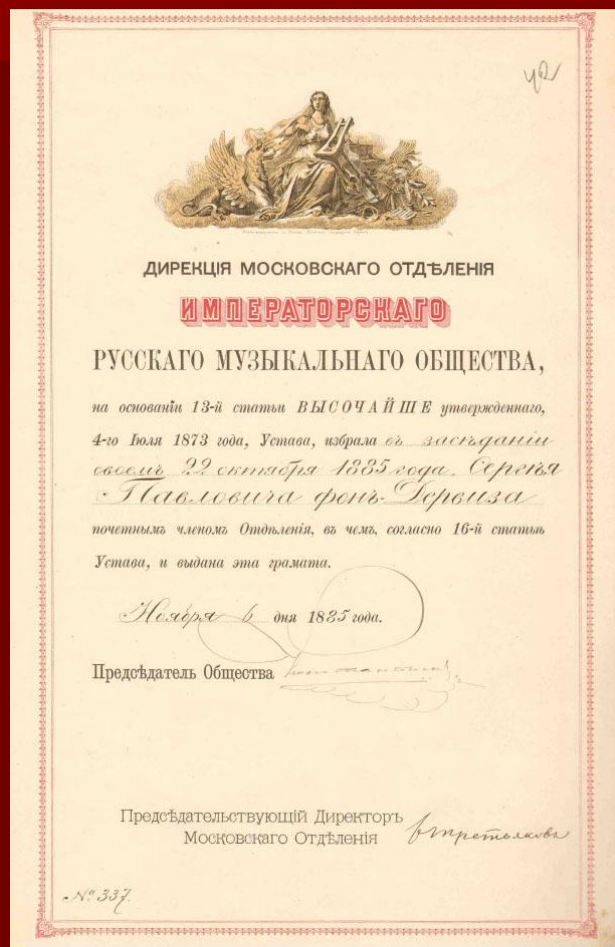 42
ДИРЕКЦІЯ МОСКОВСКАГО ОТДѢЛЕНІЯ
ИМПЕРАТОРСКАГО
РУССКАГО МУЗЫКАЛЬНАГО ОБЩЕСТВА,
на основаніи 13-й статьи ВЫСОЧАЙШЕ утвержденнаго,
4-го Іюля 1873 года, Устава, избрала въ засѣданіи
своемъ 22 октября 1885 года, Сергѣя
Павловича фонъ-Дервиза
почетнымъ членомъ Отдѣленія, въ чемъ, согласно 16-й статьи
Устава, и выдана эта грамата.
Ноября 6 дня 1885 года.
Предсѣдатель Общества Константинъ
Предсѣдательствующій Директоръ
Московскаго Отдѣленія Третьяковъ
№ 337.